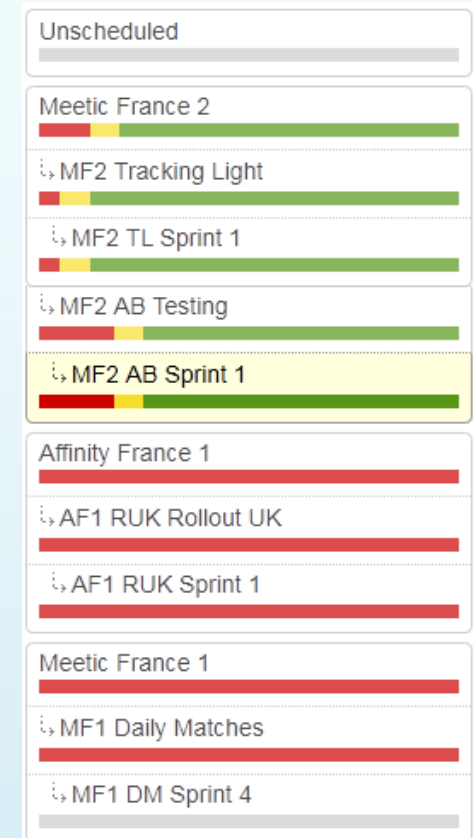 Unscheduled
Meetic France 2
MF2 Tracking Light
MF2 TL Sprint 1
MF2 AB Testing
MF2 AB Sprint 1
Affinity France 1
AF1 RUK Rollout UK
AF1 RUK Sprint 1
Meetic France 1
MF1 Daily Matches
MF1 DM Sprint 4